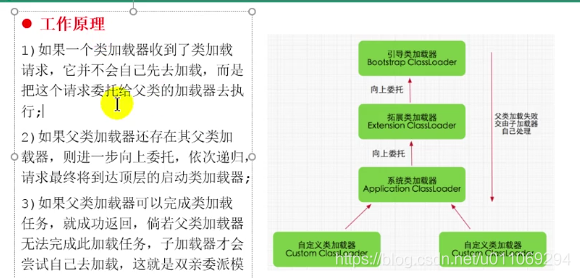 工作原理
1)如果一个类加载器收到了类加载
请求，它并不会自己先去加载，而是
把这个请求委托给父类的加载器去执
行;
2)如果父类加载器还存在其父类加
载器，则进一步向上委托，依次递归，
请求最终将到达顶层的启动类加载器;
3)如果父类加载器可以完成类加载
任务，就成功返回，倘若父类加载器
无法完成此加载任务，子加载器才会
尝试自己去加载，这就是双亲委派模
引导类加载器
Bootstrap ClassLoader
向上委托
拓展类加载器
Extension ClassLoader
向上委托
系统类加载器
Application ClassLoader
父类加载失败
交由子加载器
自己处理
自定义类加载器
Custom ClassLoader
自定义类加载器
Custom ClassLoader
https://blog.csdn.net/u011069294